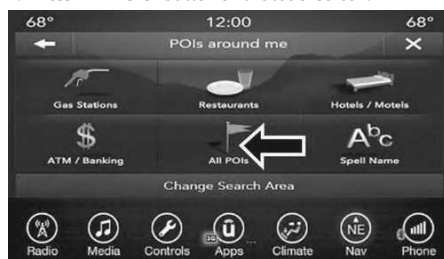 68° 12:00 68°
POIs around me
Gas Stations Restaurants Hotels / Motels
$
Abc
ATM / Banking All POIs Spell Name
Change Search Area
NE
Radio Media Controls Apps Climate Nav Phone